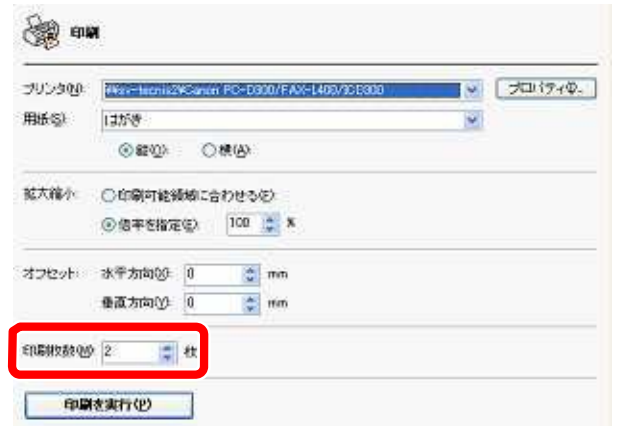 印刷
プリンタ(N): Canon PC-D300/FAX-L400/ICD300 プロパティ(I)...
用紙(S): はがき
縦(O) 横(A)
拡大縮小: 印刷可能領域に合わせる(E)
倍率を指定(E) 100 %
オフセット: 水平方向(X): 0 mm
垂直方向(Y): 0 mm
印刷枚数(M) 2 枚
印刷を実行(P)